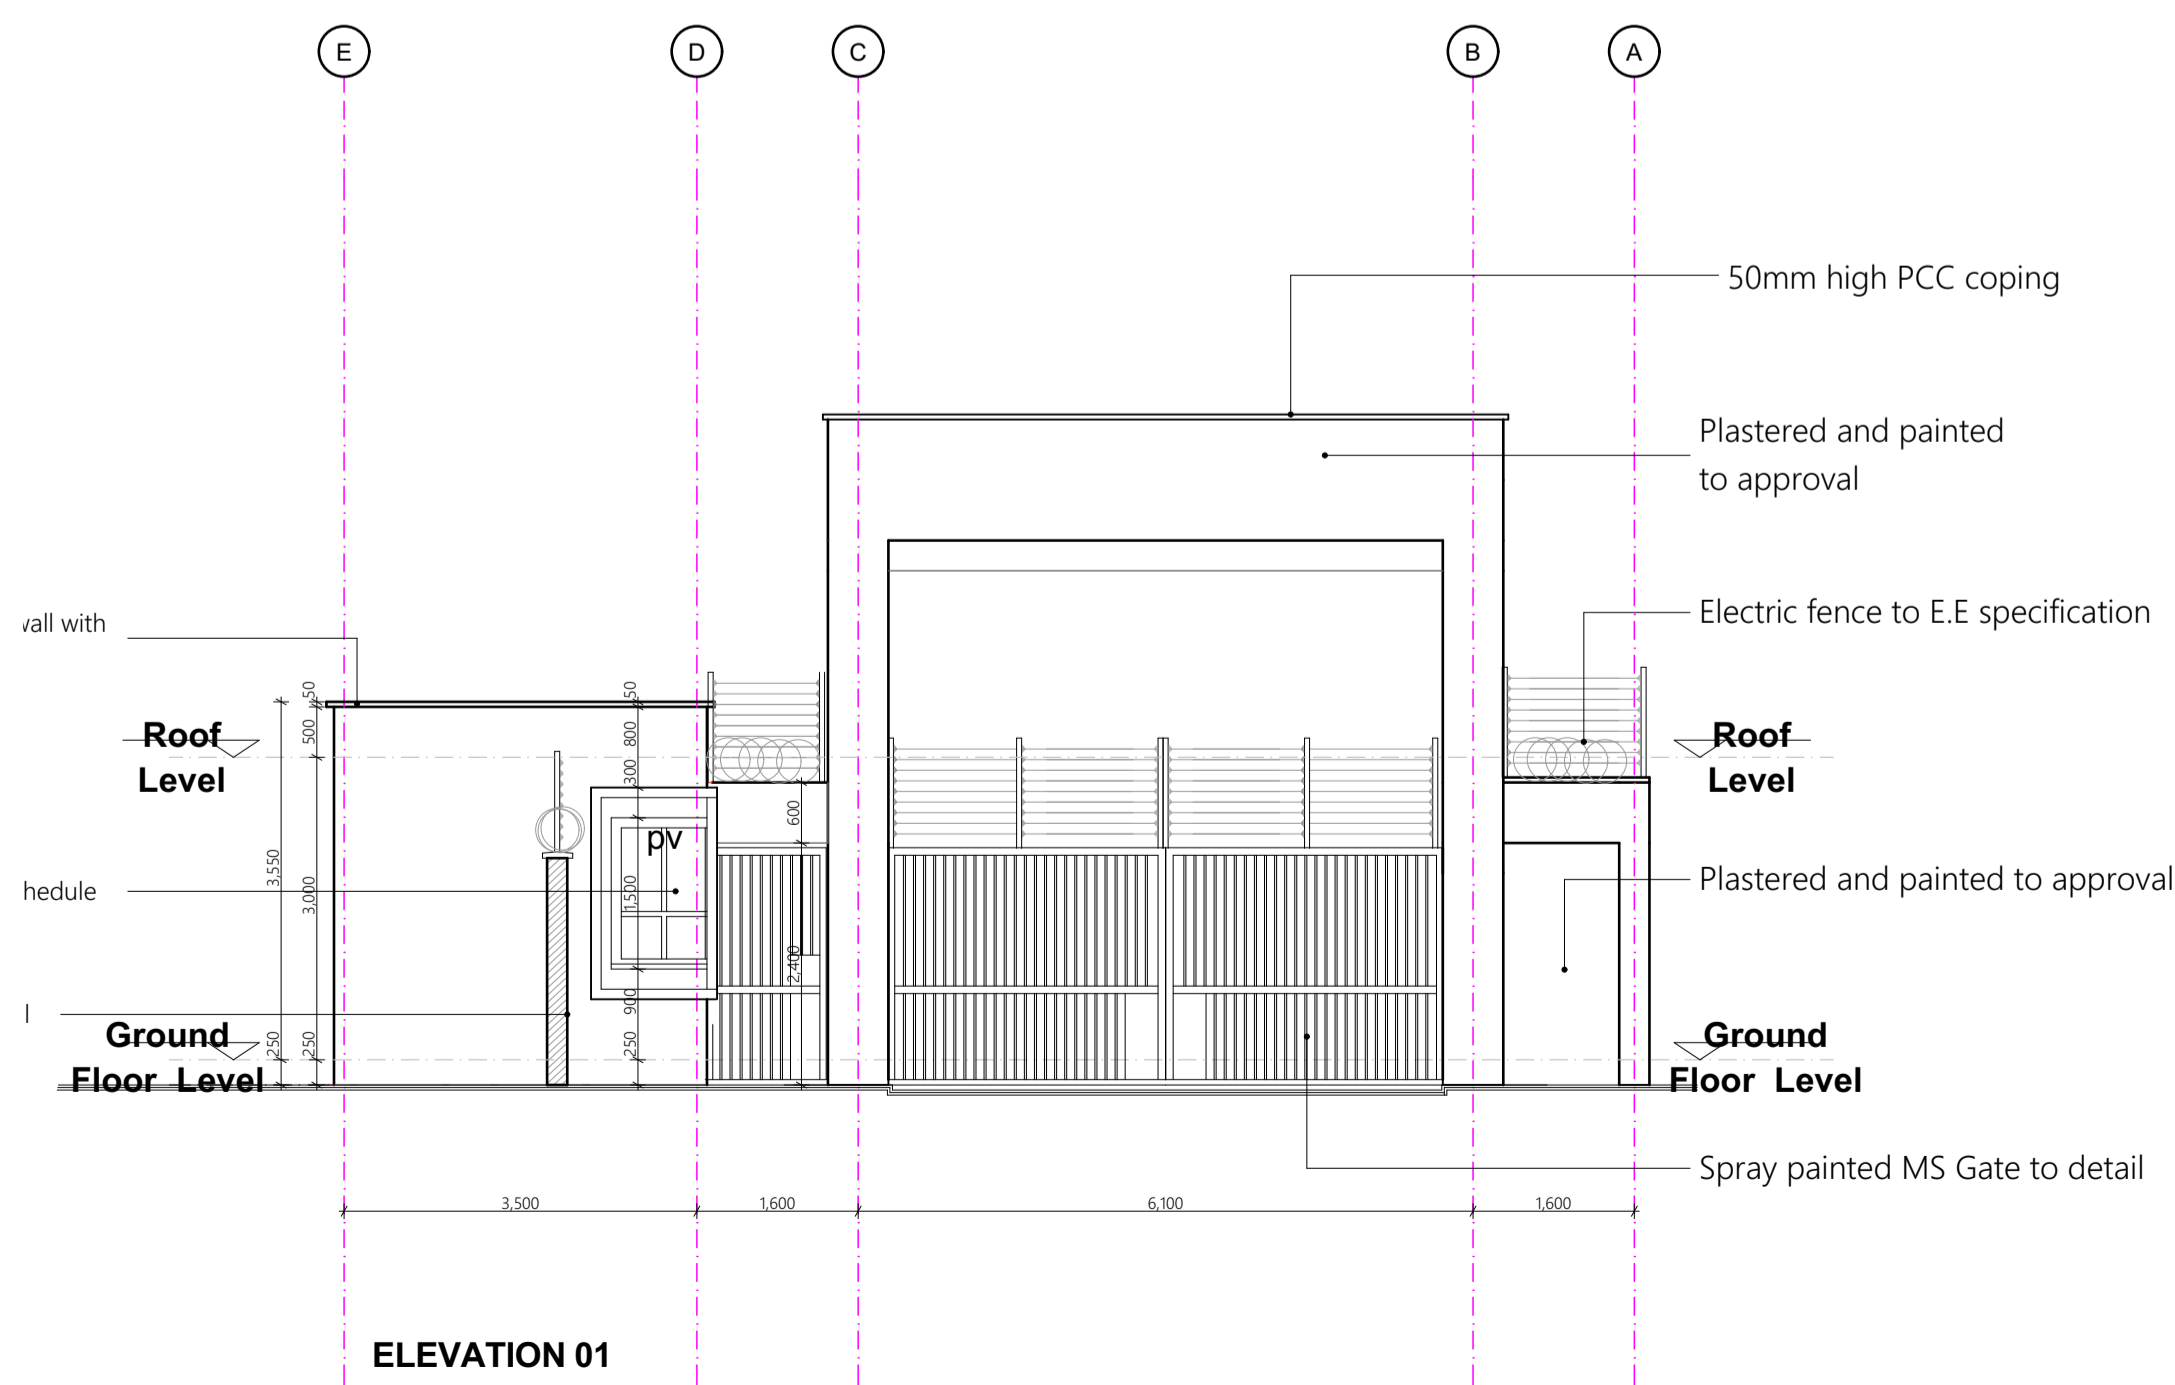 E
D
C
B
A
50mm high PCC coping
Plastered and painted
to approval
Electric fence to E.E specification
wall with
50
50
500
800
Roof
Level
Roof
Level
300
600
pv
3,550
3,000
1,500
hedule
Plastered and painted to approval
2,400
900
l
Ground
Floor Level
250
250
250
Ground
Floor Level
Spray painted MS Gate to detail
3,500
1,600
6,100
1,600
ELEVATION 01